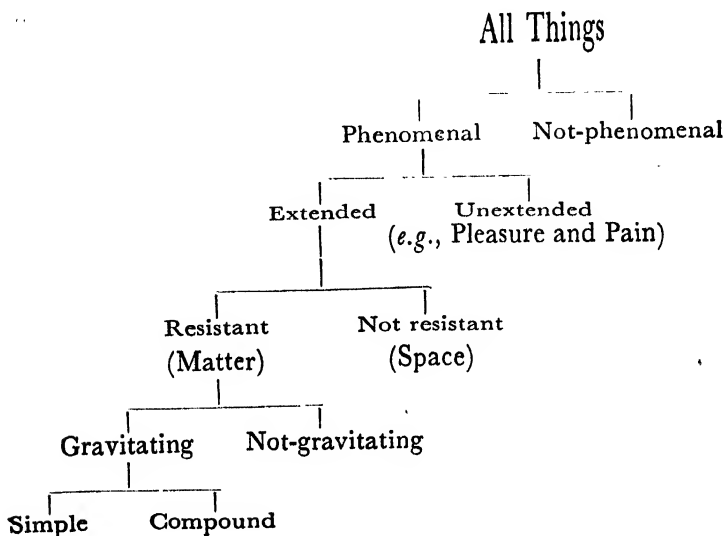 All Things
Phenomenal Not-phenomenal
Extended Unextended
(e.g., Pleasure and Pain)
Resistant Not resistant
(Matter) (Space)
Gravitating Not-gravitating
Simple Compound